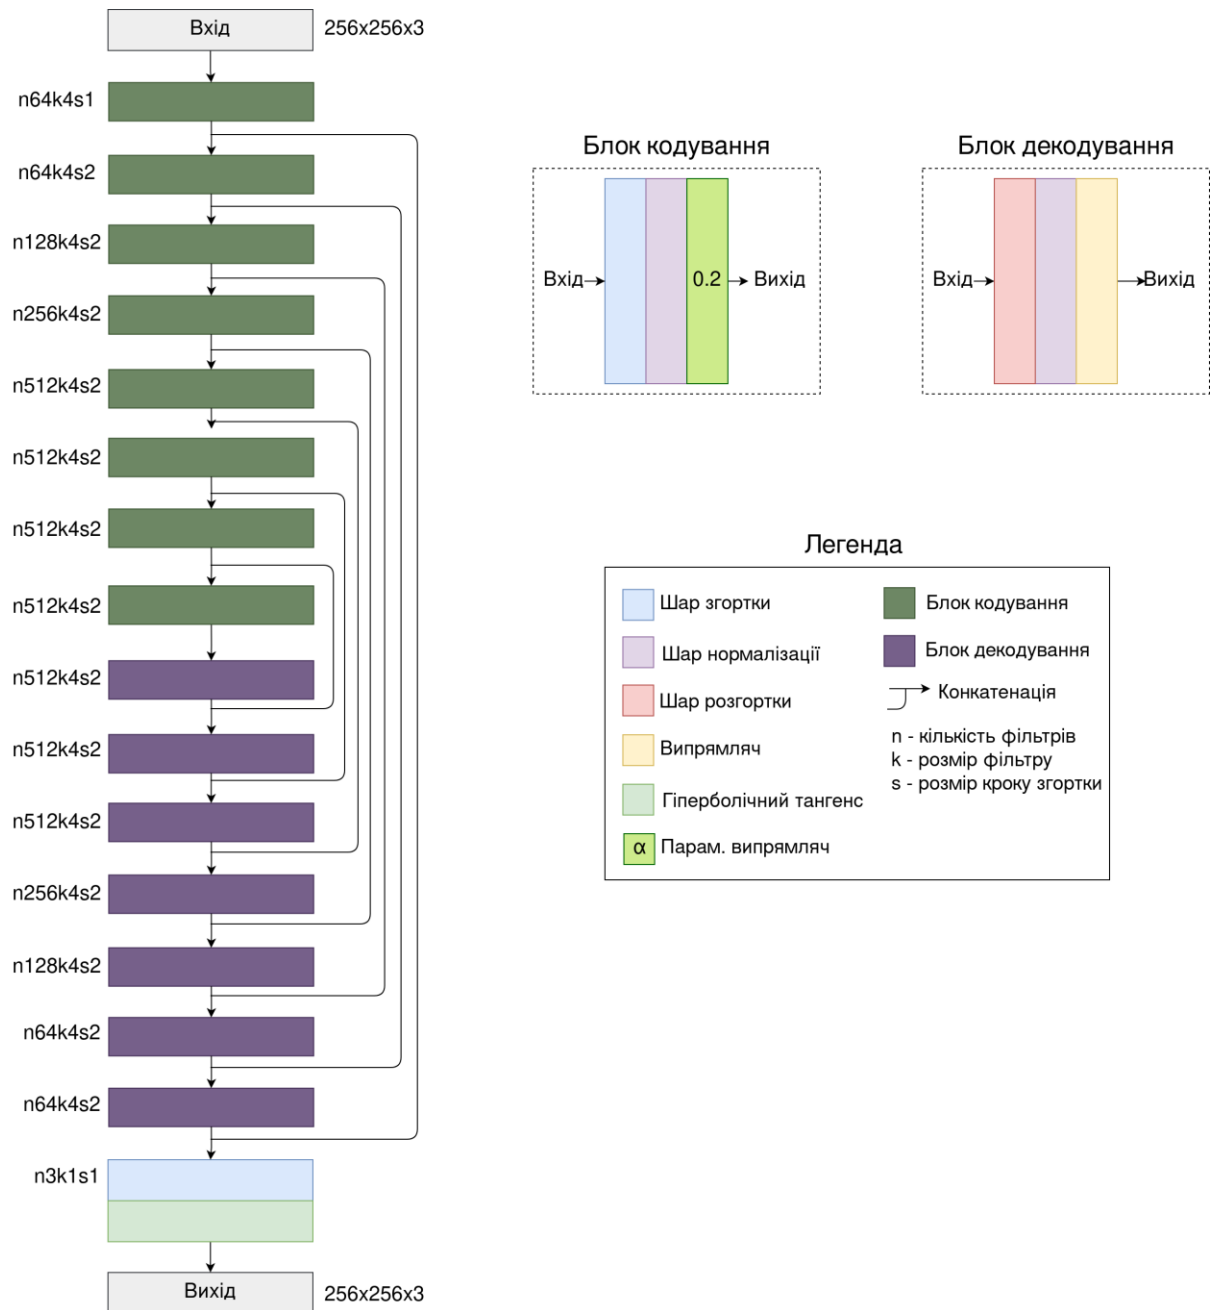 Вхід 256x256x3
n64k4s1
n64k4s2
n128k4s2
n256k4s2
n512k4s2
n512k4s2
n512k4s2
n512k4s2
n512k4s2
n512k4s2
n512k4s2
n256k4s2
n128k4s2
n64k4s2
n64k4s2
n3k1s1
Вихід 256x256x3
Блок кодування
Вхід 0.2 Вихід
Блок декодування
Вхід Вихід
Легенда
Шар згортки
Шар нормалізації
Шар розгортки
Випрямляч
Гіперболічний тангенс
α Парам. випрямляч
Блок кодування
Блок декодування
Конкатенація
n - кількість фільтрів
k - розмір фільтру
s - розмір кроку згортки